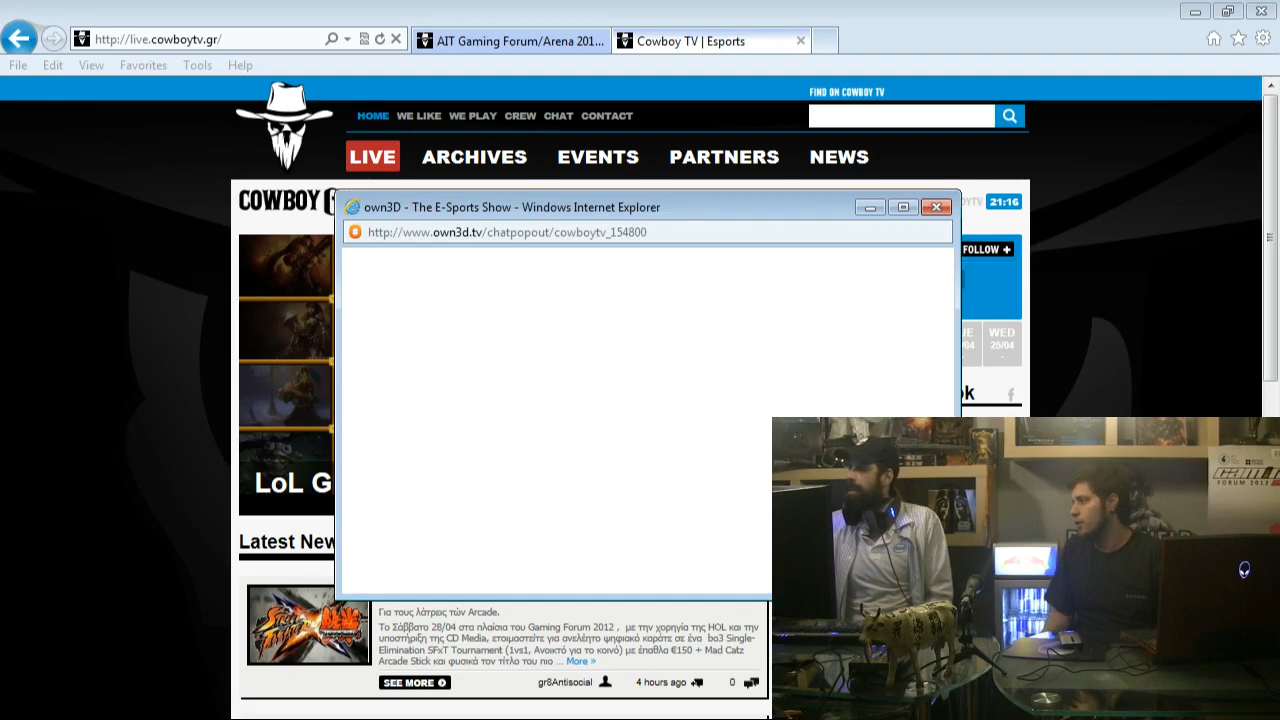 http://live.cowboytv.gr/
AIT Gaming Forum/Arena 201...
Cowboy TV | Esports
File Edit View Favorites Tools Help
FIND ON COWBOY TV
HOME WE LIKE WE PLAY CREW CHAT CONTACT
LIVE ARCHIVES EVENTS PARTNERS NEWS
COWBOY
21:16
own3D - The E-Sports Show - Windows Internet Explorer
http://www.own3d.tv/chatpopout/cowboytv_154800
FOLLOW +
WED
25/04
LoL G
Latest New
Για τους λάτρεις τών Arcade.
Το Σάββατο 28/04 στα πλαίσια του Gaming Forum 2012 , με την χορηγία της HOL και την
υποστήριξη της CD Media, ετοιμαστείτε για ανελέητο ψηφιακό καράτε σε ένα bo3 Single-
Elimination SFxT Tournament (1vs1, Ανοικτό για το κοινό) με έπαθλα €150 + Mad Catz
Arcade Stick και φυσικά τον τίτλο του πιο ... More »
SEE MORE
gr8Antisocial
4 hours ago
0
FORUM 2012